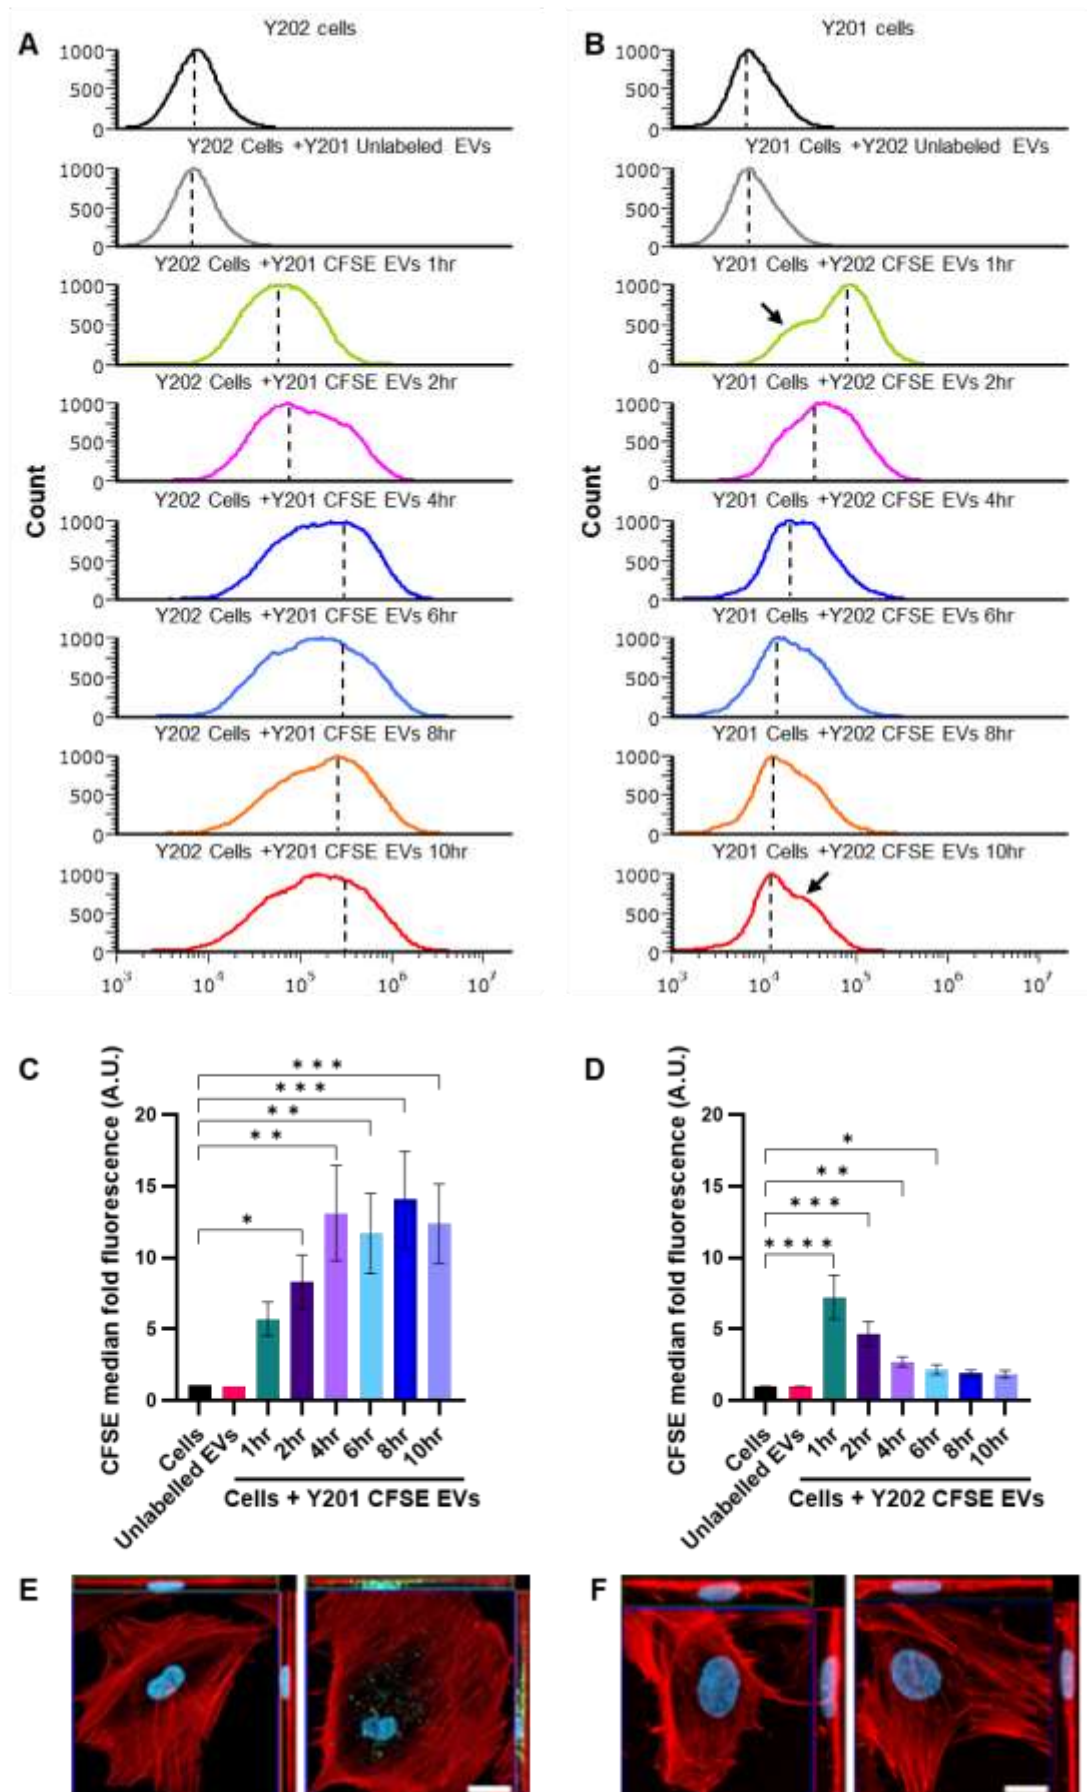 A
Y202 cells
1000
500
0
Y202 Cells +Y201 Unlabeled EVs
1000
500
0
Y202 Cells +Y201 CFSE EVs 1hr
1000
500
0
Y202 Cells +Y201 CFSE EVs 2hr
1000
500
0
Y202 Cells +Y201 CFSE EVs 4hr
1000
500
0
Y202 Cells +Y201 CFSE EVs 6hr
1000
500
0
Y202 Cells +Y201 CFSE EVs 8hr
1000
500
0
Y202 Cells +Y201 CFSE EVs 10hr
1000
500
0
10³ 10⁴ 10⁵ 10⁶ 10⁷
Count
B
Y201 cells
1000
500
0
Y201 Cells +Y202 Unlabeled EVs
1000
500
0
Y201 Cells +Y202 CFSE EVs 1hr
1000
500
0
Y201 Cells +Y202 CFSE EVs 2hr
1000
500
0
Y201 Cells +Y202 CFSE EVs 4hr
1000
500
0
Y201 Cells +Y202 CFSE EVs 6hr
1000
500
0
Y201 Cells +Y202 CFSE EVs 8hr
1000
500
0
Y201 Cells +Y202 CFSE EVs 10hr
1000
500
0
10³ 10⁴ 10⁵ 10⁶ 10⁷
Count
C
CFSE median fold fluorescence (A.U.)
* * *
* * *
* *
* *
*
20
15
10
5
0
Cells
Unlabelled EVs
1hr
2hr
4hr
6hr
8hr
10hr
Cells + Y201 CFSE EVs
D
CFSE median fold fluorescence (A.U.)
*
* *
* * *
* * * *
20
15
10
5
0
Cells
Unlabelled EVs
1hr
2hr
4hr
6hr
8hr
10hr
Cells + Y202 CFSE EVs
E
F